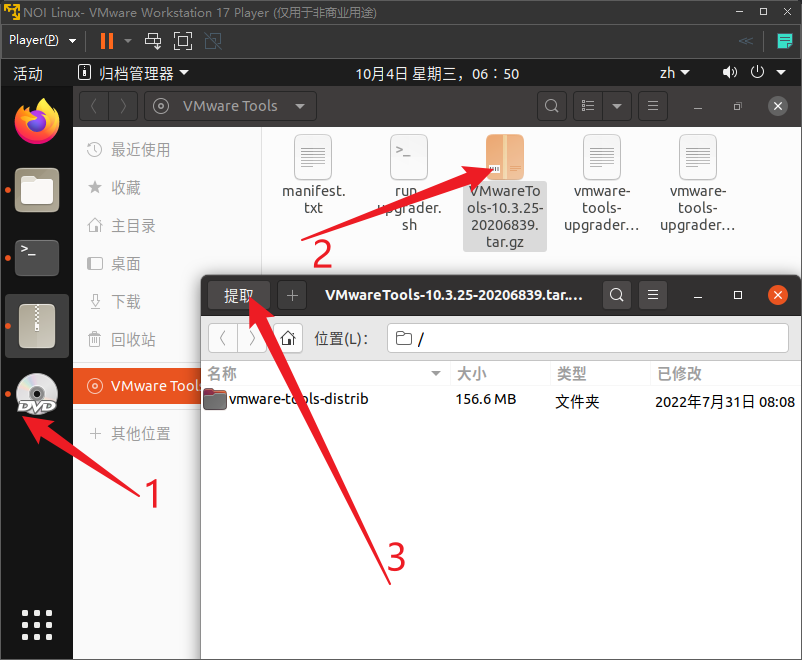 NOI Linux- VMware Workstation 17 Player (仅用于非商业用途)
Player(P)
活动
归档管理器
10月4日 星期三，06：50
zh
VMware Tools
最近使用
收藏
主目录
桌面
下载
回收站
VMware Tools
其他位置
manifest.
txt
run_
upgrader.
sh
VMwareTo
ols-10.3.25-
20206839.
tar.gz
vmware-
tools-
upgrader…
vmware-
tools-
upgrader…
提取
VMwareTools-10.3.25-20206839.tar.…
位置(L)：
/
名称
大小
类型
已修改
vmware-tools-distrib
156.6 MB
文件夹
2022年7月31日 08:08
DVD
1
2
3